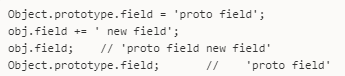 Object.prototype.field = 'proto field';
obj.field += ' new field';
obj.field;    // 'proto field new field'
Object.prototype.field;       //    'proto field'